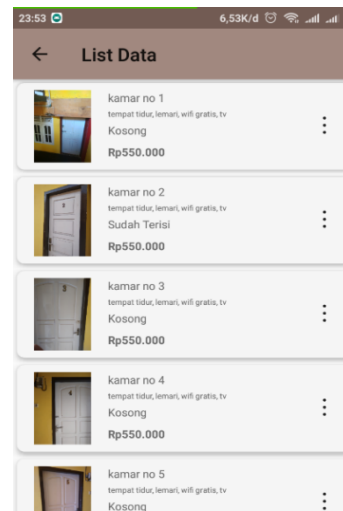 23:53 6,53K/d
List Data
kamar no 1
tempat tidur, lemari, wifi gratis, tv
Kosong
Rp550.000
kamar no 2
tempat tidur, lemari, wifi gratis, tv
Sudah Terisi
Rp550.000
kamar no 3
tempat tidur, lemari, wifi gratis, tv
Kosong
Rp550.000
kamar no 4
tempat tidur, lemari, wifi gratis, tv
Kosong
Rp550.000
kamar no 5
tempat tidur, lemari, wifi gratis, tv
Kosong